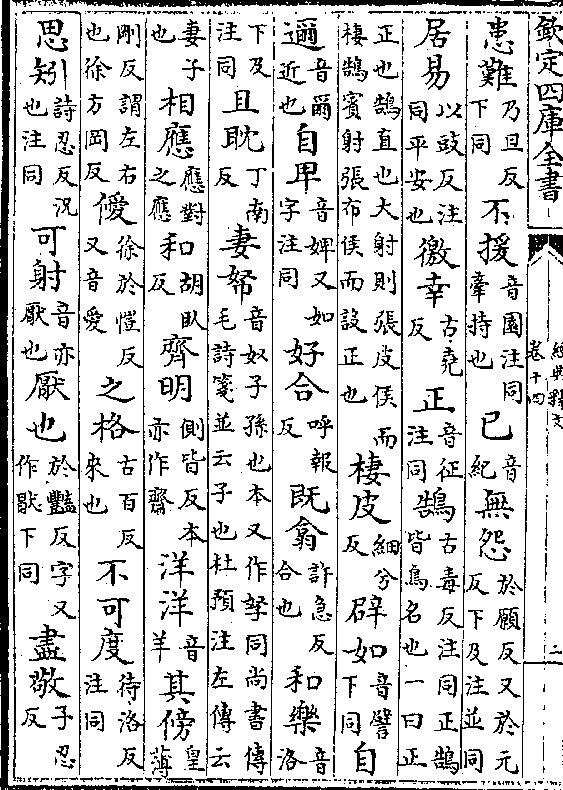 欽定四庫全書 經典釋文 卷十四 二
患難乃旦反下同不援音園注同牽持也已音紀無怨於願反又於元反下及注並同
居易以豉反注同平安也徼幸古堯反正音征注同鵠古毒反注同正鵠皆鳥名也一曰正
正也鵠直也大射則張皮侯而棲鵠賓射張布侯而設正也棲皮細兮反辟如音譬下同自
邇音爾近也自卑音婢又如字注同好合呼報反既翕許急反合也和樂音洛
下及注同且耽丁南反妻帑音奴子孫也本又作孥同尚書傳毛詩箋並云子也杜預注左傳云
妻子也相應應對之應和胡臥反齊明側皆反本亦作齋洋洋音羊其傍皇薄
剛反謂左右也徐方岡反僾徐於愷反又音愛之格古百反來也不可度待洛反注同
思矧詩忍反況也注同可射音亦厭也厭也於豔反字又作猒下同盡敬子忍反